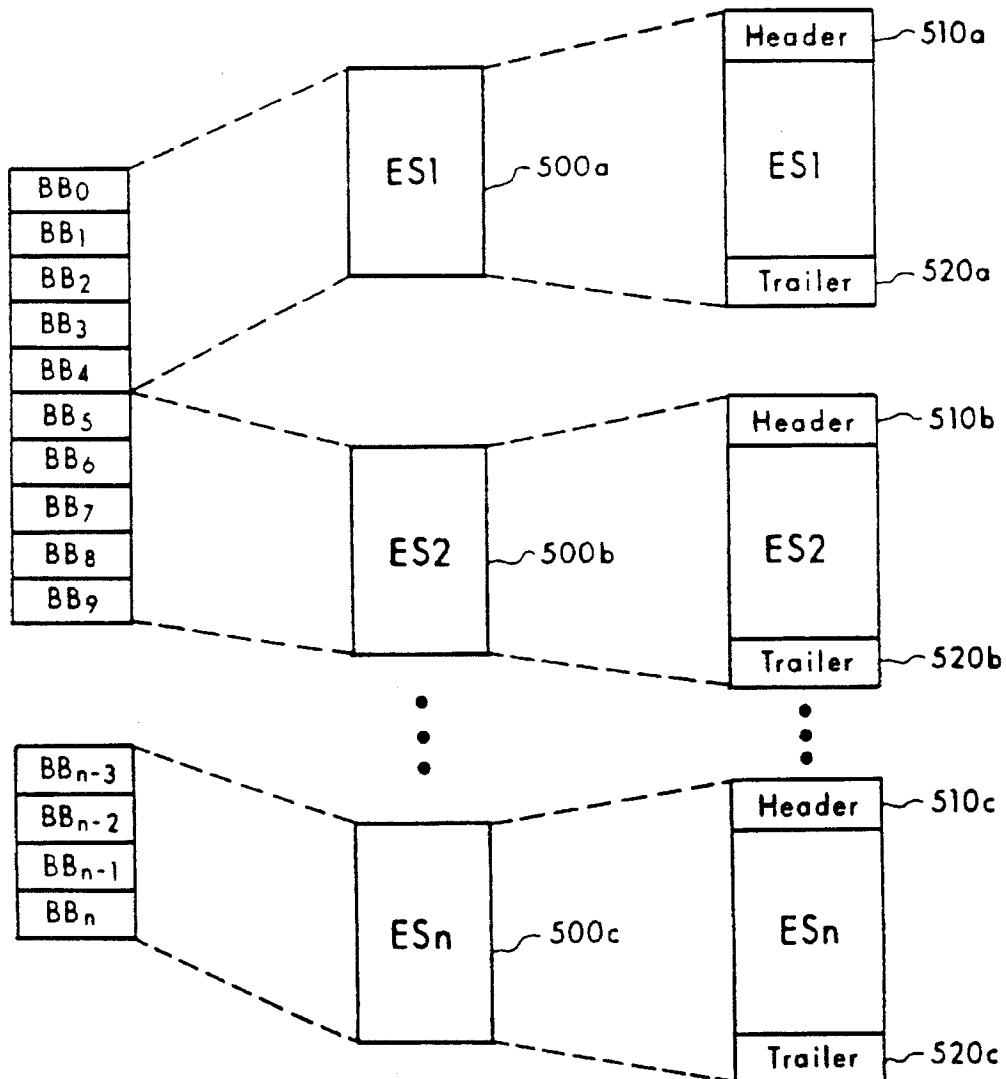 BB₀
BB₁
BB₂
BB₃
BB₄
BB₅
BB₆
BB₇
BB₈
BB₉
BBₙ₋₃
BBₙ₋₂
BBₙ₋₁
BBₙ
ES1
500a
ES2
500b
ESn
500c
Header
510a
ES1
Trailer
520a
Header
510b
ES2
Trailer
520b
Header
510c
ESn
Trailer
520c